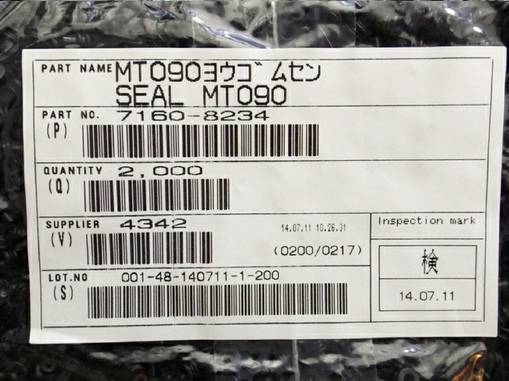 PART NAME MT090ヨウゴムセン
SEAL MT090
PART NO. 7160-8234
(P)
QUANTITY 2,000
(Q)
SUPPLIER 4342 14.07.11 10.26.31
(V) (0200/0217)
Inspection mark
検
14.07.11
LOT.NO 001-48-140711-1-200
(S)